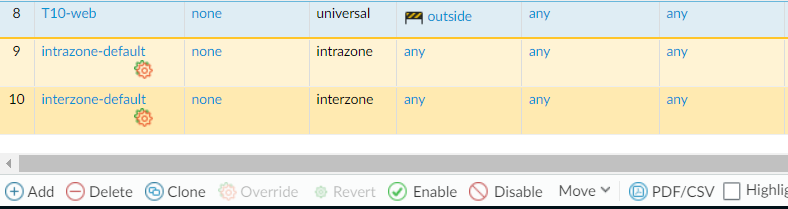 8 T10-web none universal outside any any
9 intrazone-default none intrazone any any any
10 interzone-default none interzone any any any
Add Delete Clone Override Revert Enable Disable Move PDF/CSV Highlig